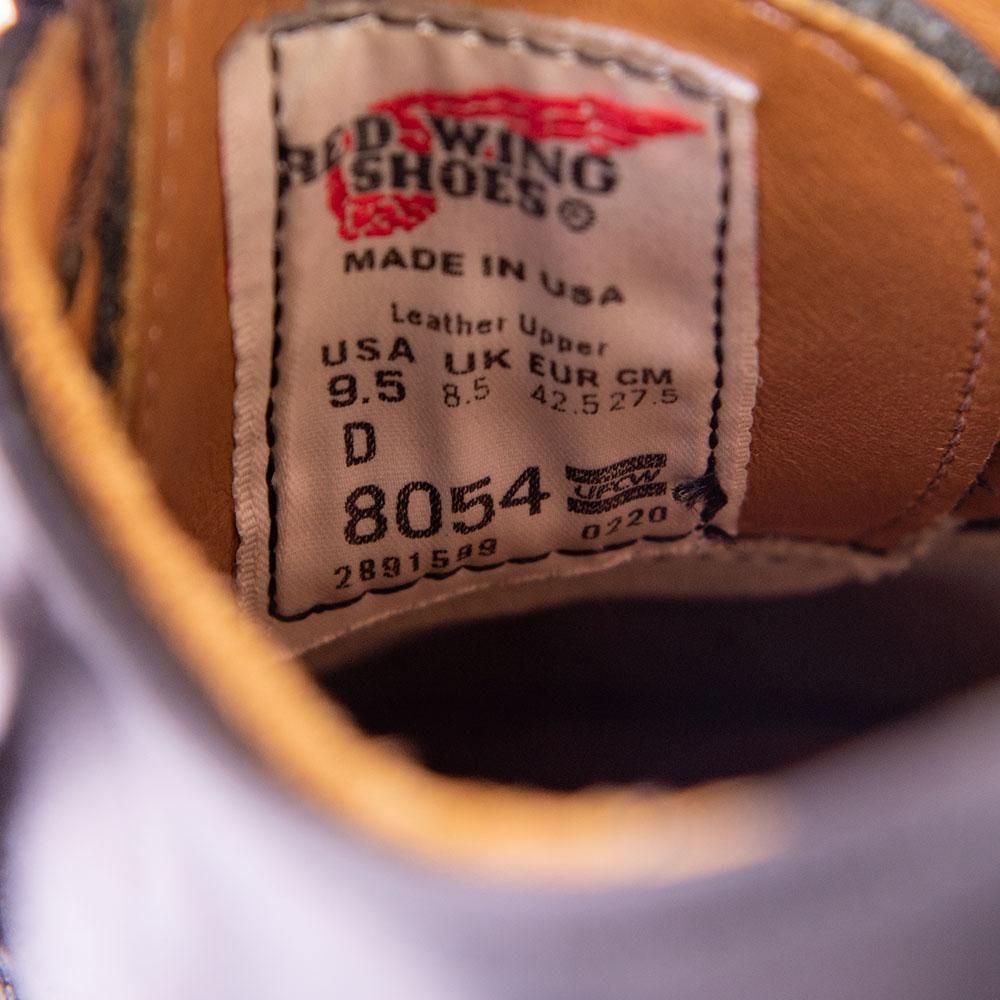 RED WING
SHOES®
MADE IN USA
Leather Upper
USA UK EUR CM
9.5 8.5 42.5 27.5
D
8054 UFCW
2891599 0220